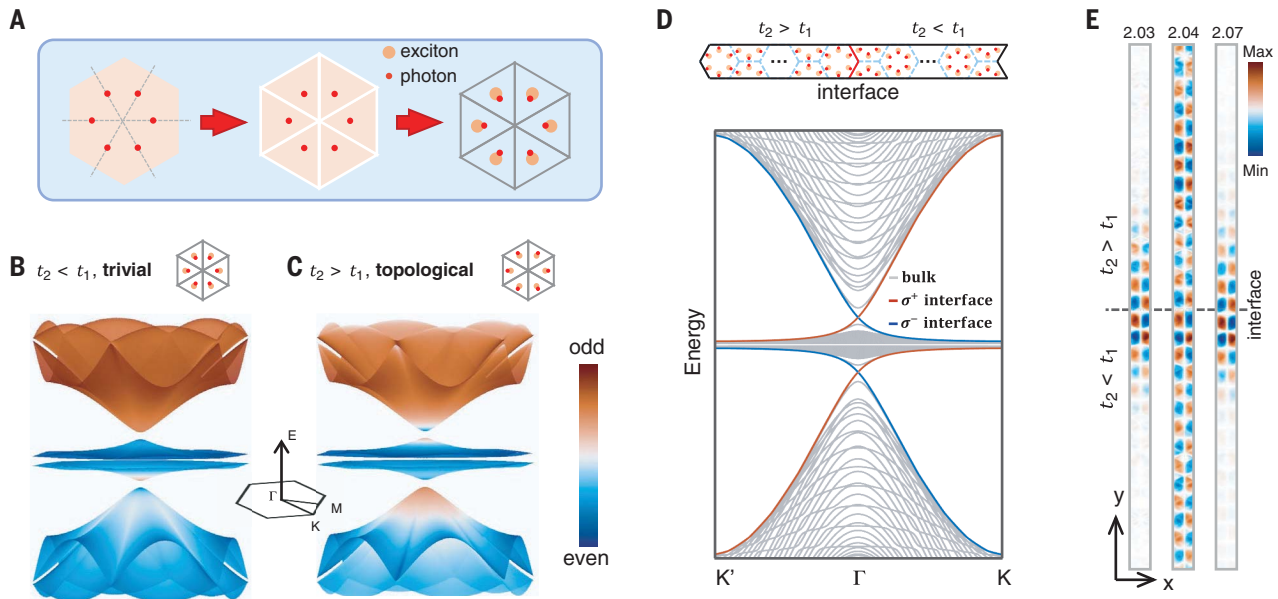 A
exciton
photon
B
t₂ < t₁, trivial
C
t₂ > t₁, topological
odd
even
E
Γ
M
K
D
t₂ > t₁
t₂ < t₁
interface
Energy
bulk
σ⁺ interface
σ⁻ interface
K'
Γ
K
E
2.03
2.04
2.07
Max
Min
t₂ > t₁
interface
t₂ < t₁
y
x